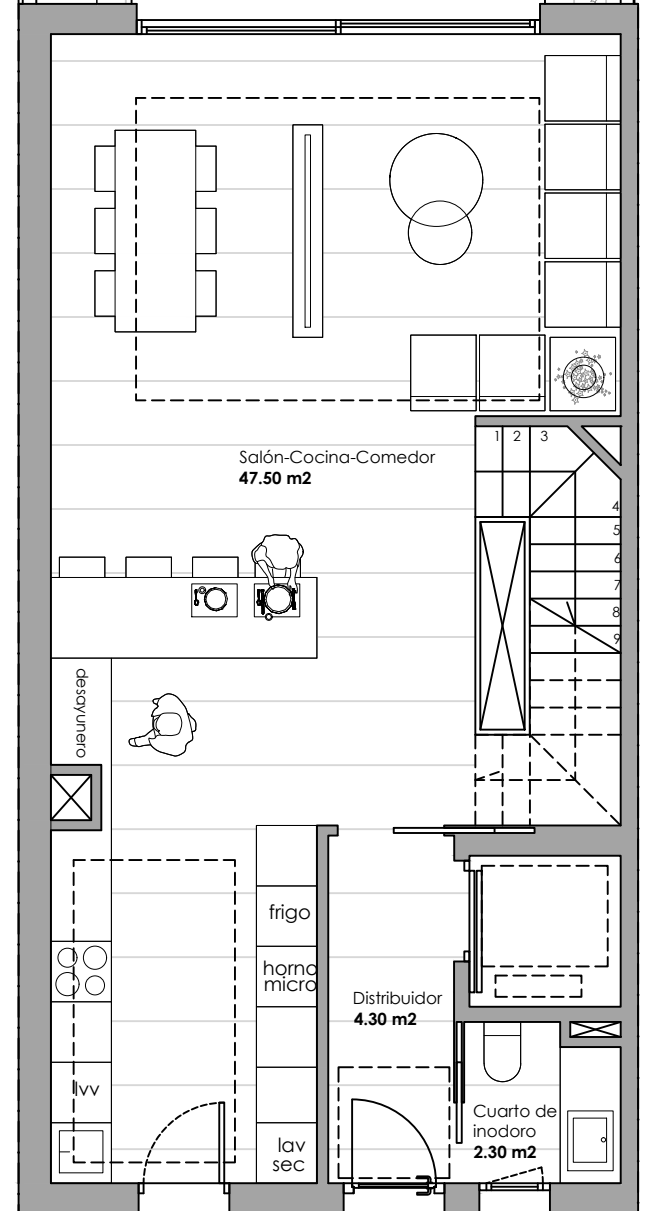 1 2 3
4
5
6
7
8
9
Salón-Cocina-Comedor
47.50 m2
desayunero
frigo
horno
micro
Distribuidor
4.30 m2
lvv
lav
sec
Cuarto de
inodoro
2.30 m2